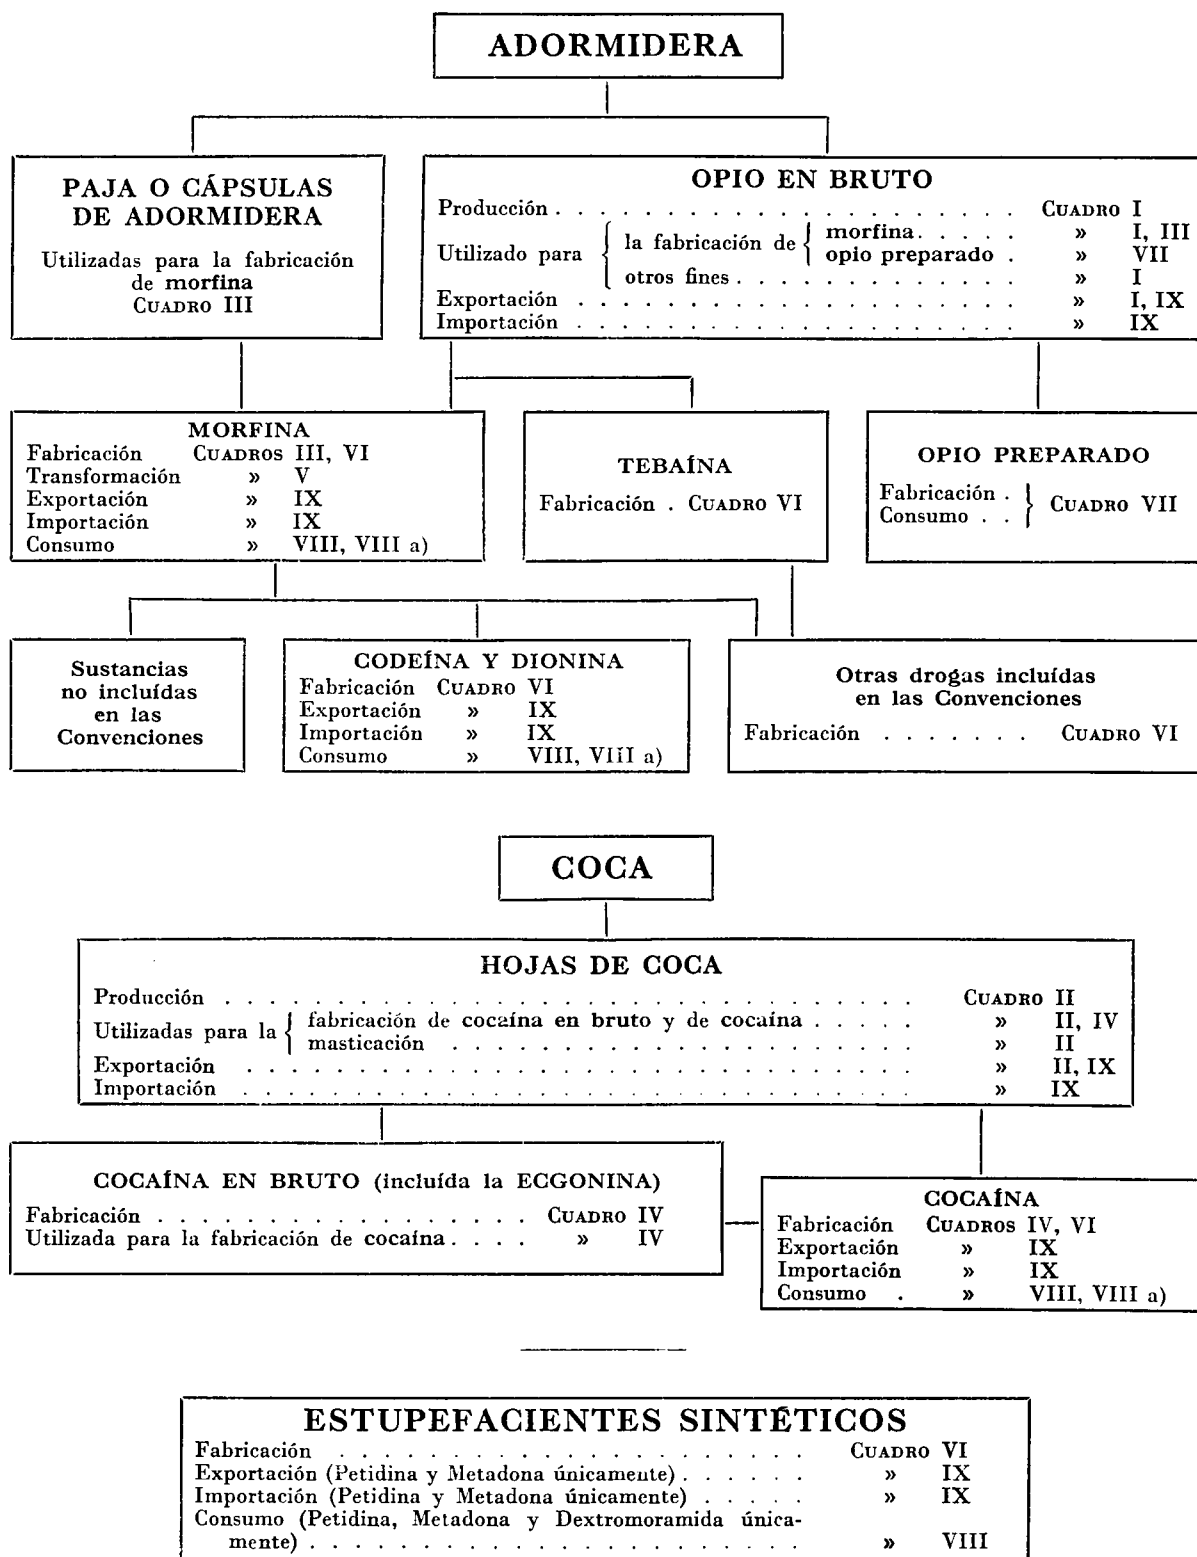 ADORMIDERA
PAJA O CÁPSULAS
DE ADORMIDERA
Utilizadas para la fabricación
de morfina
CUADRO III
OPIO EN BRUTO
Producción . . . . . . . . . . . . . . . . . . . . . CUADRO I
Utilizado para { la fabricación de { morfina . . . . . » I, III
opio preparado . » VII
otros fines . . . . . . . . . . . . . » I
Exportación . . . . . . . . . . . . . . . . . . . . » I, IX
Importación . . . . . . . . . . . . . . . . . . . . » IX
MORFINA
Fabricación CUADROS III, VI
Transformación » V
Exportación » IX
Importación » IX
Consumo » VIII, VIII a)
TEBAÍNA
Fabricación . CUADRO VI
OPIO PREPARADO
Fabricación . } CUADRO VII
Consumo . .
Sustancias
no incluídas
en las
Convenciones
CODEÍNA Y DIONINA
Fabricación CUADRO VI
Exportación » IX
Importación » IX
Consumo » VIII, VIII a)
Otras drogas incluídas
en las Convenciones
Fabricación . . . . . . . CUADRO VI
COCA
HOJAS DE COCA
Producción . . . . . . . . . . . . . . . . . . . . . . . . . . . . . . CUADRO II
Utilizadas para la { fabricación de cocaína en bruto y de cocaína . . . . . » II, IV
masticación . . . . . . . . . . . . . . . . . . . . . » II
Exportación . . . . . . . . . . . . . . . . . . . . . . . . . . . . . » II, IX
Importación . . . . . . . . . . . . . . . . . . . . . . . . . . . . . » IX
COCAÍNA EN BRUTO (incluída la ECGONINA)
Fabricación . . . . . . . . . . . . . . . . . CUADRO IV
Utilizada para la fabricación de cocaína . . . . » IV
COCAÍNA
Fabricación CUADROS IV, VI
Exportación » IX
Importación » IX
Consumo . » VIII, VIII a)
ESTUPEFACIENTES SINTÉTICOS
Fabricación . . . . . . . . . . . . . . . . . . . . . CUADRO VI
Exportación (Petidina y Metadona únicamente) . . . . . . » IX
Importación (Petidina y Metadona únicamente) . . . . . » IX
Consumo (Petidina, Metadona y Dextromoramida única-
mente) . . . . . . . . . . . . . . . . . . . . . . » VIII